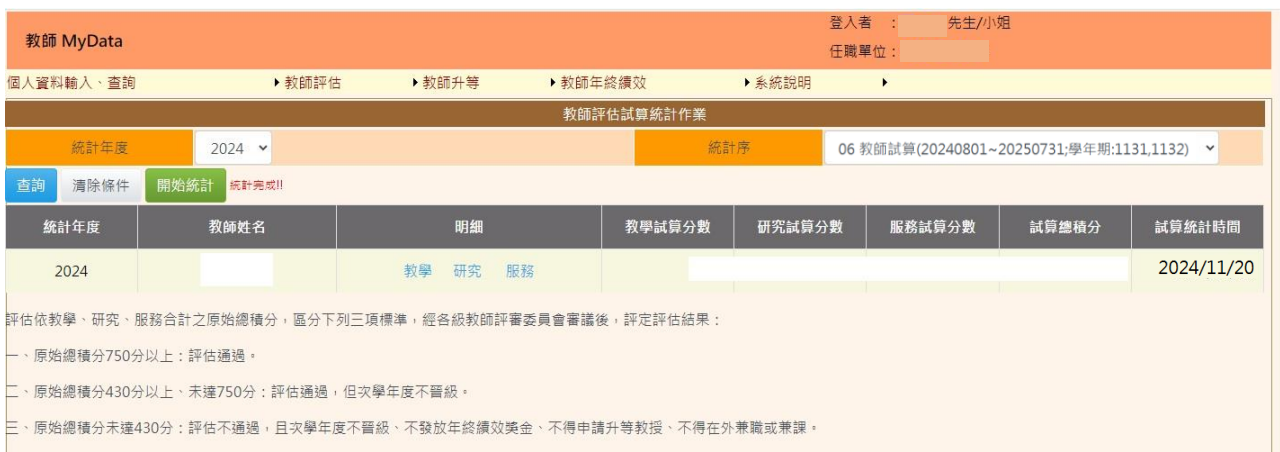 教師 MyData
登入者 : 先生/小姐
任職單位:
個人資料輸入、查詢 教師評估 教師升等 教師年終績效 系統說明
教師評估試算統計作業
統計年度 2024 統計序 06 教師試算(20240801~20250731;學年期:1131,1132)
查詢 清除條件 開始統計 統計完成!!
統計年度 教師姓名 明細 教學試算分數 研究試算分數 服務試算分數 試算總積分 試算統計時間
2024 教學 研究 服務 2024/11/20
評估依教學、研究、服務合計之原始總積分，區分下列三項標準，經各級教師評審委員會審議後，評定評估結果：
一、原始總積分750分以上：評估通過。
二、原始總積分430分以上、未達750分：評估通過，但次學年度不晉級。
三、原始總積分未達430分：評估不通過，且次學年度不晉級、不發放年終績效獎金、不得申請升等教授、不得在外兼職或兼課。